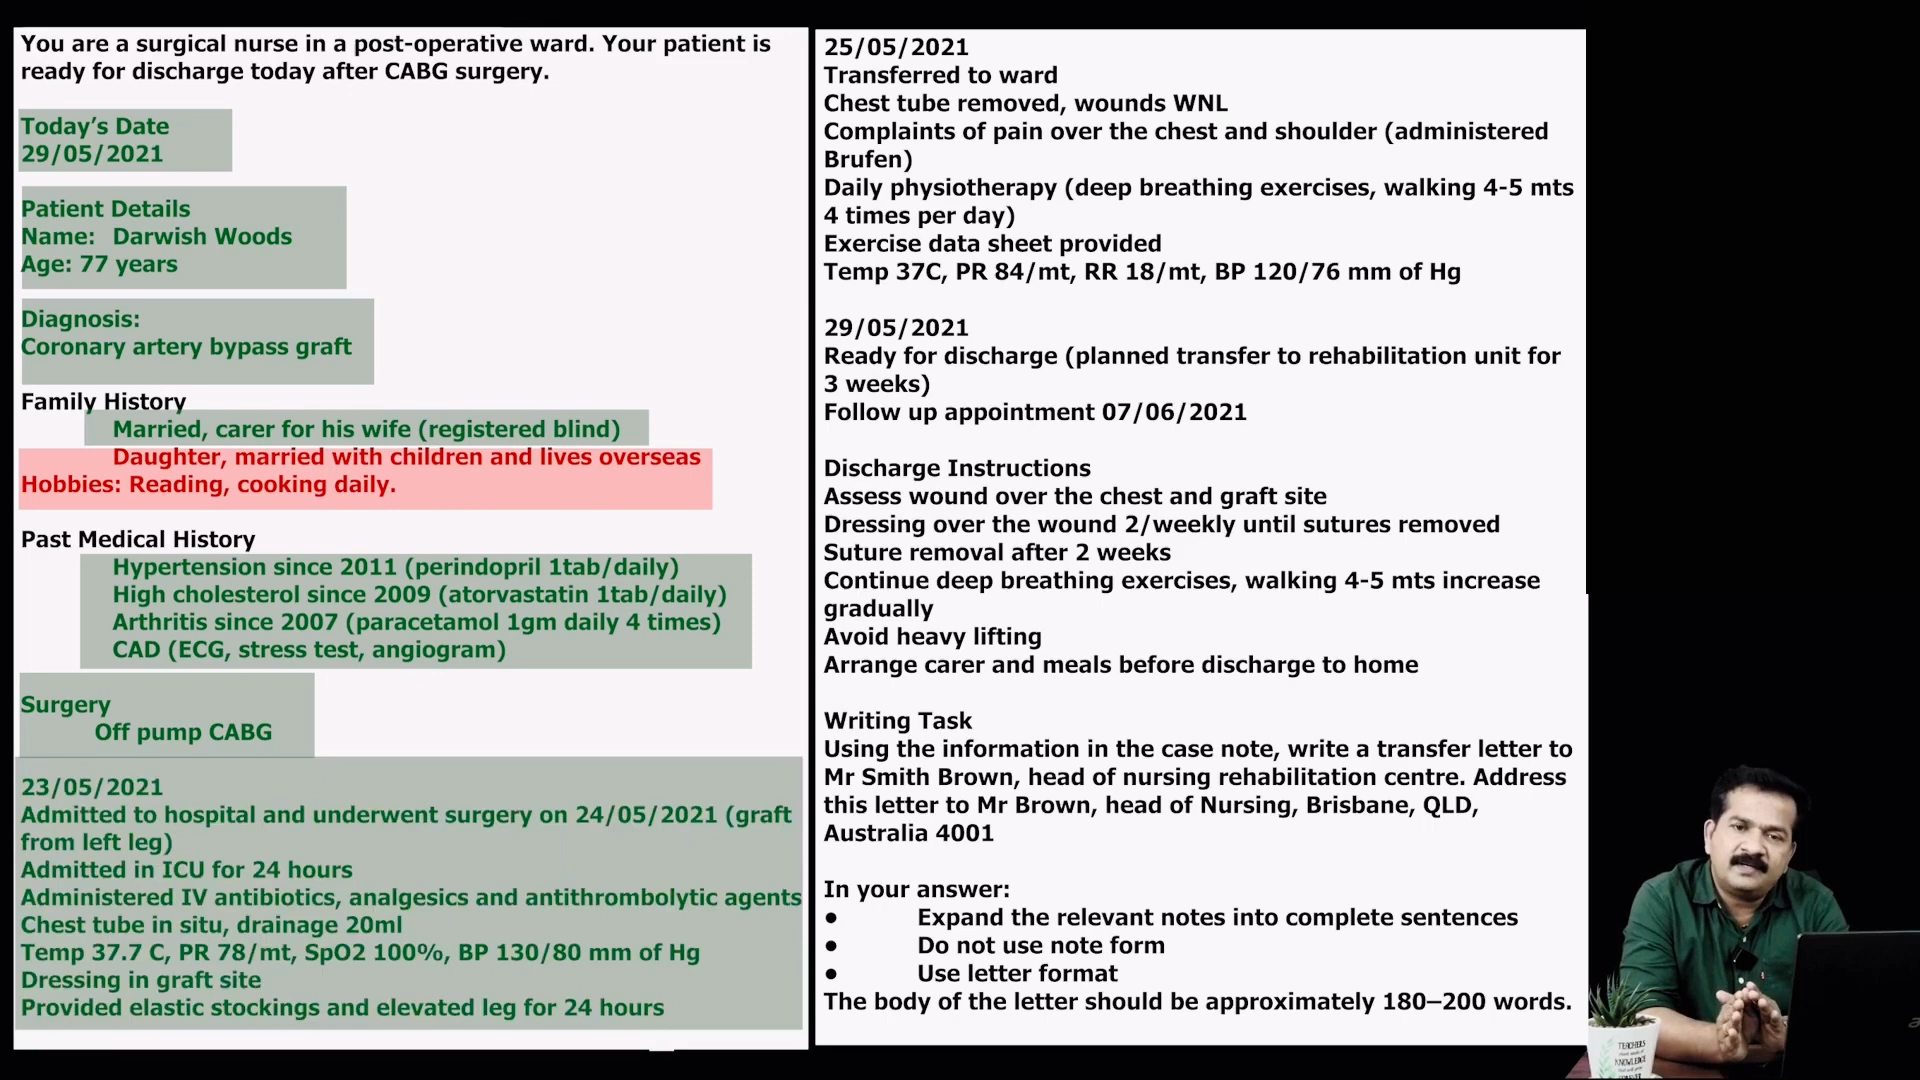 You are a surgical nurse in a post-operative ward. Your patient is
ready for discharge today after CABG surgery.
Today's Date
29/05/2021
Patient Details
Name: Darwish Woods
Age: 77 years
Diagnosis:
Coronary artery bypass graft
Family History
Married, carer for his wife (registered blind)
Daughter, married with children and lives overseas
Hobbies: Reading, cooking daily.
Past Medical History
Hypertension since 2011 (perindopril 1tab/daily)
High cholesterol since 2009 (atorvastatin 1tab/daily)
Arthritis since 2007 (paracetamol 1gm daily 4 times)
CAD (ECG, stress test, angiogram)
Surgery
Off pump CABG
23/05/2021
Admitted to hospital and underwent surgery on 24/05/2021 (graft
from left leg)
Admitted in ICU for 24 hours
Administered IV antibiotics, analgesics and antithrombolytic agents
Chest tube in situ, drainage 20ml
Temp 37.7 C, PR 78/mt, SpO2 100%, BP 130/80 mm of Hg
Dressing in graft site
Provided elastic stockings and elevated leg for 24 hours
25/05/2021
Transferred to ward
Chest tube removed, wounds WNL
Complaints of pain over the chest and shoulder (administered
Brufen)
Daily physiotherapy (deep breathing exercises, walking 4-5 mts
4 times per day)
Exercise data sheet provided
Temp 37C, PR 84/mt, RR 18/mt, BP 120/76 mm of Hg
29/05/2021
Ready for discharge (planned transfer to rehabilitation unit for
3 weeks)
Follow up appointment 07/06/2021
Discharge Instructions
Assess wound over the chest and graft site
Dressing over the wound 2/weekly until sutures removed
Suture removal after 2 weeks
Continue deep breathing exercises, walking 4-5 mts increase
gradually
Avoid heavy lifting
Arrange carer and meals before discharge to home
Writing Task
Using the information in the case note, write a transfer letter to
Mr Smith Brown, head of nursing rehabilitation centre. Address
this letter to Mr Brown, head of Nursing, Brisbane, QLD,
Australia 4001
In your answer:
● Expand the relevant notes into complete sentences
● Do not use note form
● Use letter format
The body of the letter should be approximately 180–200 words.
TEACHERS
KNOWLEDGE